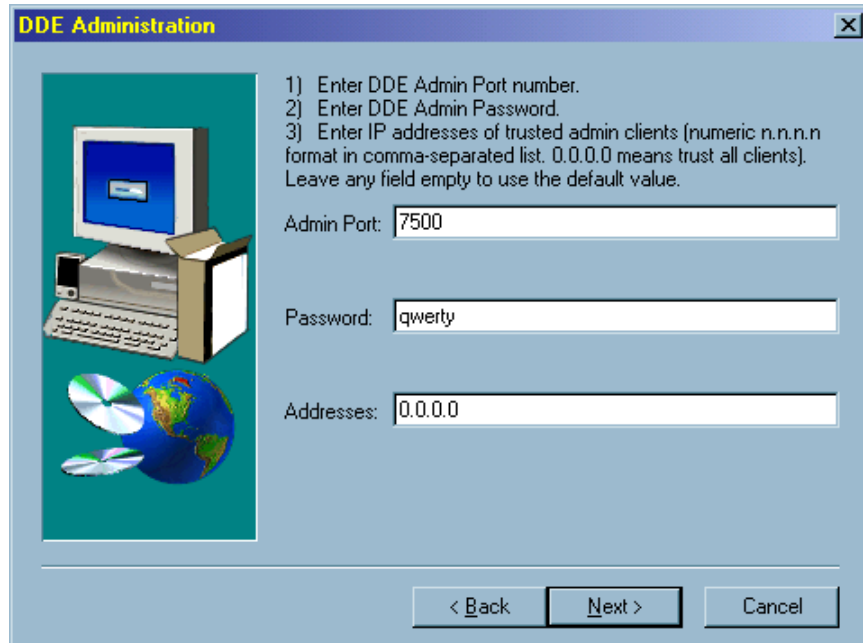 DDE Administration
1) Enter DDE Admin Port number.
2) Enter DDE Admin Password.
3) Enter IP addresses of trusted admin clients (numeric n.n.n.n
format in comma-separated list. 0.0.0.0 means trust all clients).
Leave any field empty to use the default value.
Admin Port: 7500
Password: qwerty
Addresses: 0.0.0.0
< Back Next > Cancel